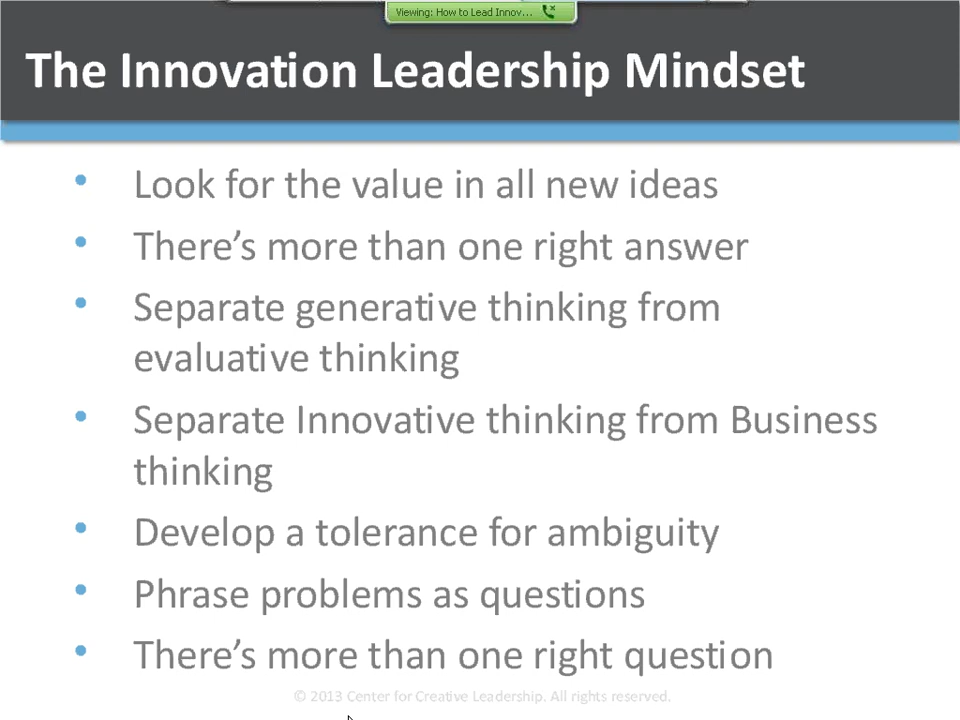 Viewing: How to Lead Innov...
The Innovation Leadership Mindset
• Look for the value in all new ideas
• There's more than one right answer
• Separate generative thinking from
evaluative thinking
• Separate Innovative thinking from Business
thinking
• Develop a tolerance for ambiguity
• Phrase problems as questions
• There's more than one right question
© 2013 Center for Creative Leadership. All rights reserved.